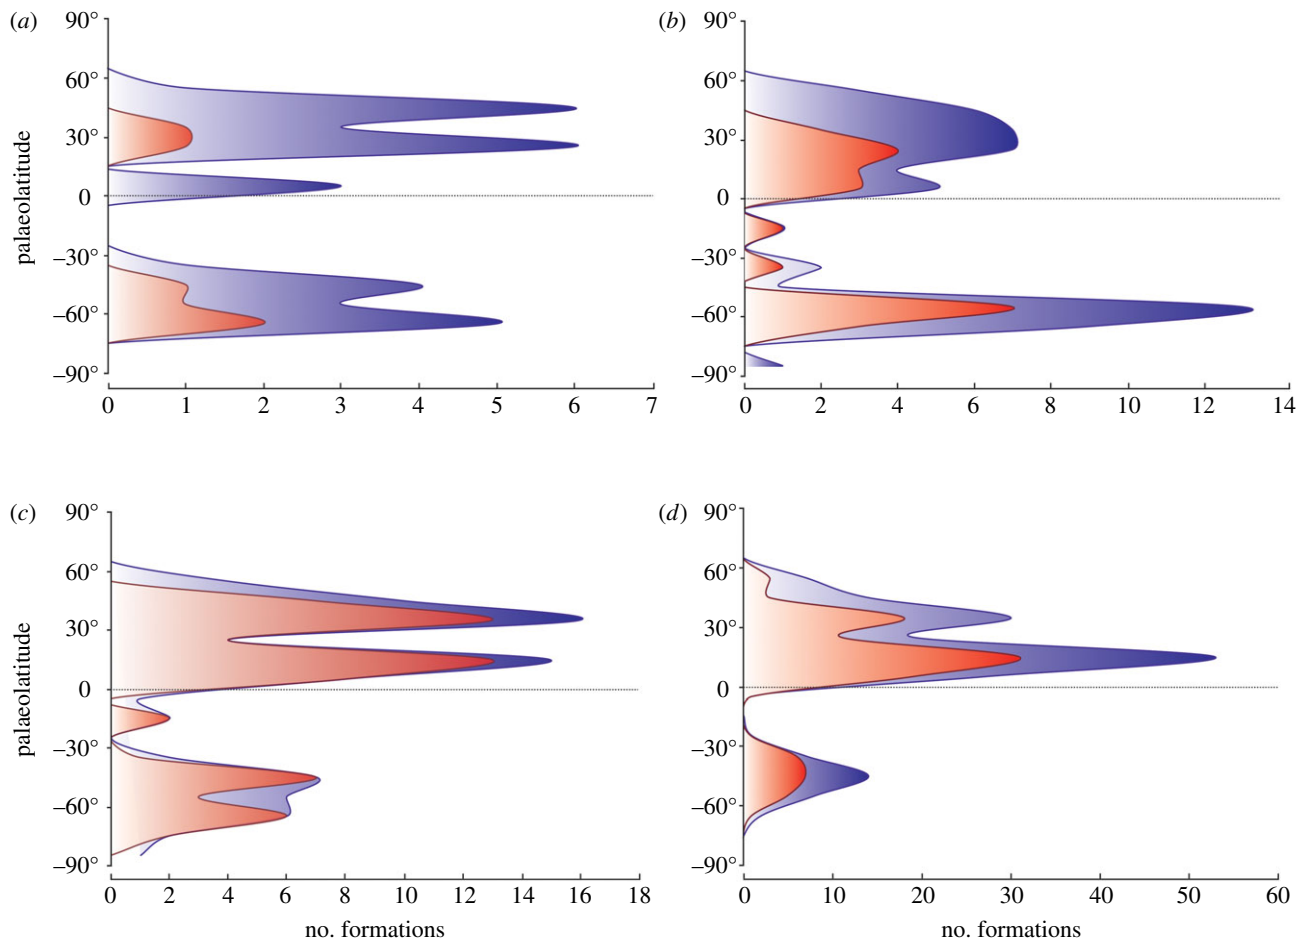 (a)
90°
60°
30°
0
–30°
–60°
–90°
palaeolatitude
0 1 2 3 4 5 6 7
(b)
90°
60°
30°
0
–30°
–60°
–90°
0 2 4 6 8 10 12 14
(c)
90°
60°
30°
0
–30°
–60°
–90°
palaeolatitude
0 2 4 6 8 10 12 14 16 18
no. formations
(d)
90°
60°
30°
0
–30°
–60°
–90°
0 10 20 30 40 50 60
no. formations